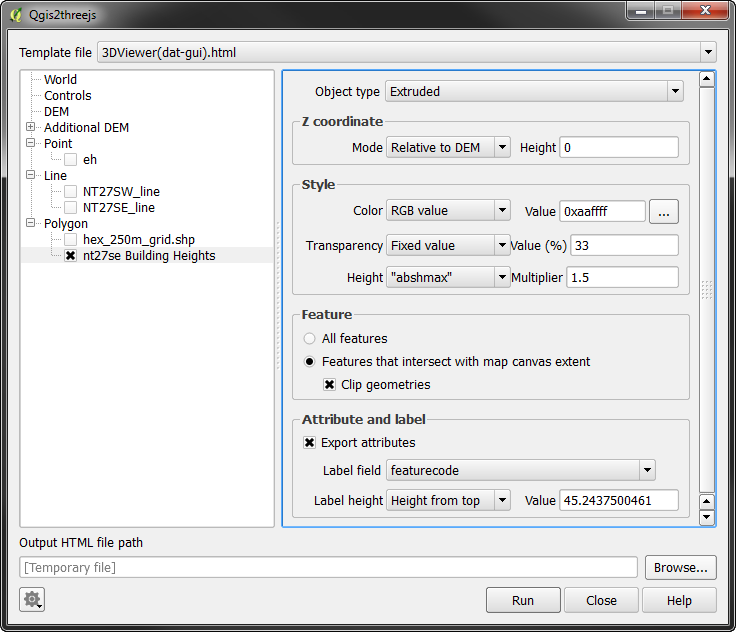 Qgis2threejs
Template file 3DViewer(dat-gui).html
World
Controls
DEM
Additional DEM
Point
eh
Line
NT27SW_line
NT27SE_line
Polygon
hex_250m_grid.shp
nt27se Building Heights
Object type Extruded
Z coordinate
Mode Relative to DEM Height 0
Style
Color RGB value Value 0xaaffff ...
Transparency Fixed value Value (%) 33
Height "abshmax" Multiplier 1.5
Feature
All features
Features that intersect with map canvas extent
Clip geometries
Attribute and label
Export attributes
Label field featurecode
Label height Height from top Value 45.2437500461
Output HTML file path
[Temporary file] Browse...
Run Close Help